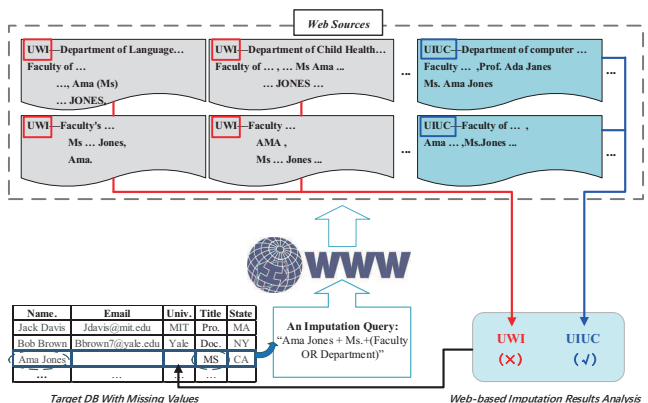 Web Sources
UWI—Department of Language…
Faculty of …
…, Ama (Ms)
… JONES,
UWI—Department of Child Health…
Faculty of … , … Ms Ama ...
… JONES …
...
UIUC—Department of computer …
Faculty … ,Prof. Ada Janes
Ms. Ama Jones
...
UWI—Faculty's …
Ms … Jones,
Ama.
UWI—Faculty …
AMA ,
Ms … Jones ...
...
UIUC—Faculty of … ,
Ama … ,Ms.Jones ...
...
WWW
Name. Email Univ. Title State
Jack Davis Jdavis@mit.edu MIT Pro. MA
Bob Brown Bbrown7@yale.edu Yale Doc. NY
Ama Jones MS CA
… … … …
An Imputation Query:
“Ama Jones + Ms.+(Faculty
OR Department)”
UWI UIUC
(×) (√)
Target DB With Missing Values
Web-based Imputation Results Analysis